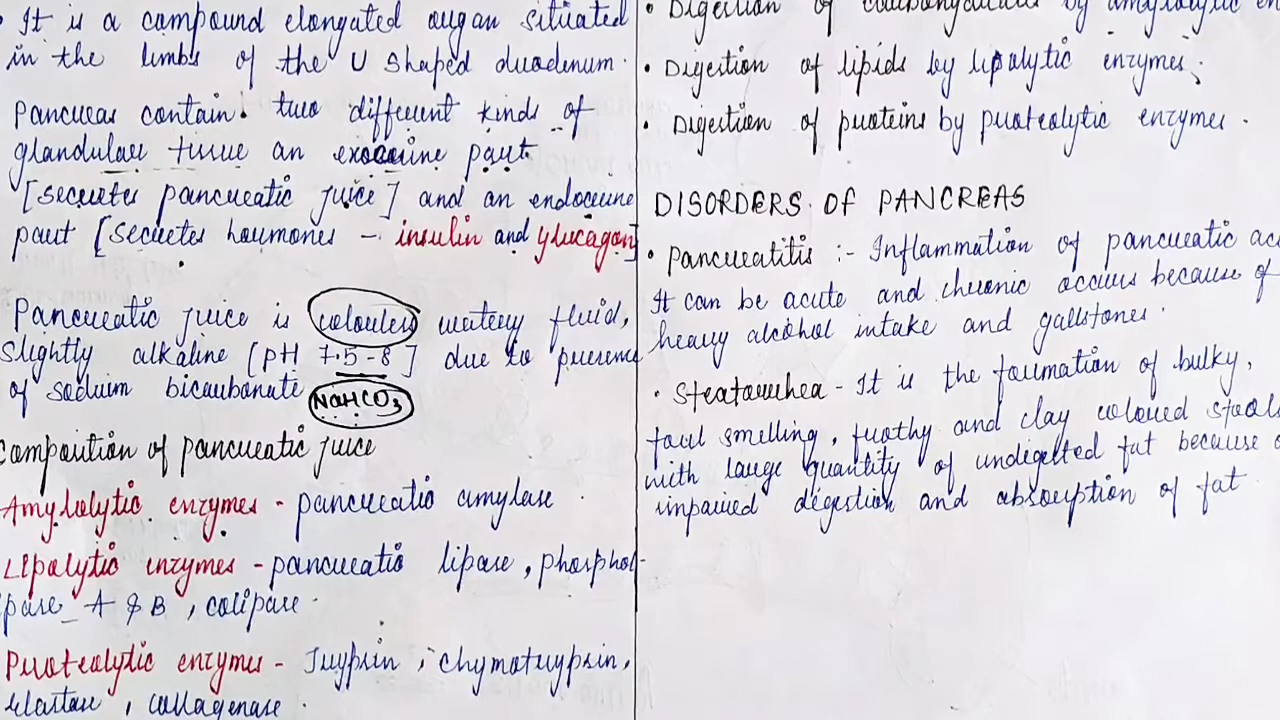 • It is a compound elongated organ situated
in the limbs of the U shaped duodenum.
Pancreas contain two different kinds of
glandular tissue an exocrine part
[secretes pancreatic juice] and an endocrine
part [secretes hormones - insulin and glucagon]
Pancreatic juice is colourless watery fluid,
slightly alkaline [pH 7.5-8] due to presence
of sodium bicarbonate NaHCO3
Composition of pancreatic juice
Amylolytic enzymes - pancreatic amylase
Lipolytic enzymes - pancreatic lipase, phosphol-
ipase A & B, colipase.
Proteolytic enzymes - Trypsin, chymotrypsin,
elastase, collagenase.
• Digestion of carbohydrates by amylolytic en
• Digestion of lipids by lipolytic enzymes.
• Digestion of proteins by proteolytic enzymes.
DISORDERS OF PANCREAS
• Pancreatitis :- Inflammation of pancreatic aci
It can be acute and chronic occurs because of
heavy alcohol intake and gallstones.
• Steatorrhea - It is the formation of bulky,
foul smelling, frothy and clay coloured stools
with large quantity of undigested fat because
impaired digestion and absorption of fat